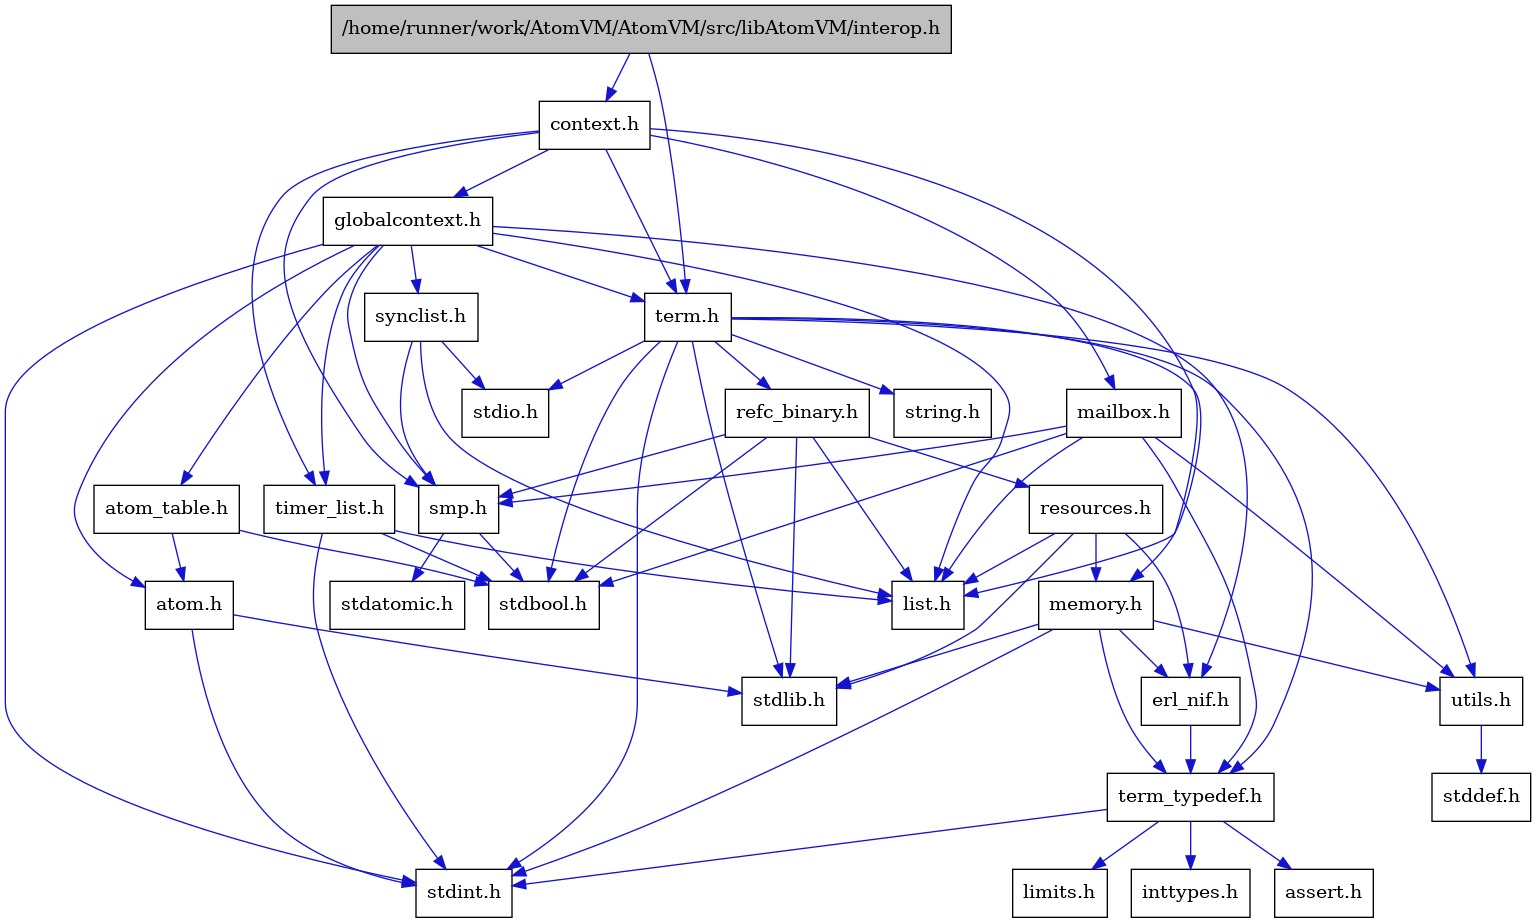 /home/runner/work/AtomVM/AtomVM/src/libAtomVM/interop.h
context.h
globalcontext.h
synclist.h
term.h
stdio.h
refc_binary.h
string.h
mailbox.h
atom_table.h
timer_list.h
smp.h
resources.h
atom.h
stdatomic.h
stdbool.h
list.h
memory.h
stdlib.h
erl_nif.h
utils.h
term_typedef.h
stddef.h
stdint.h
limits.h
inttypes.h
assert.h